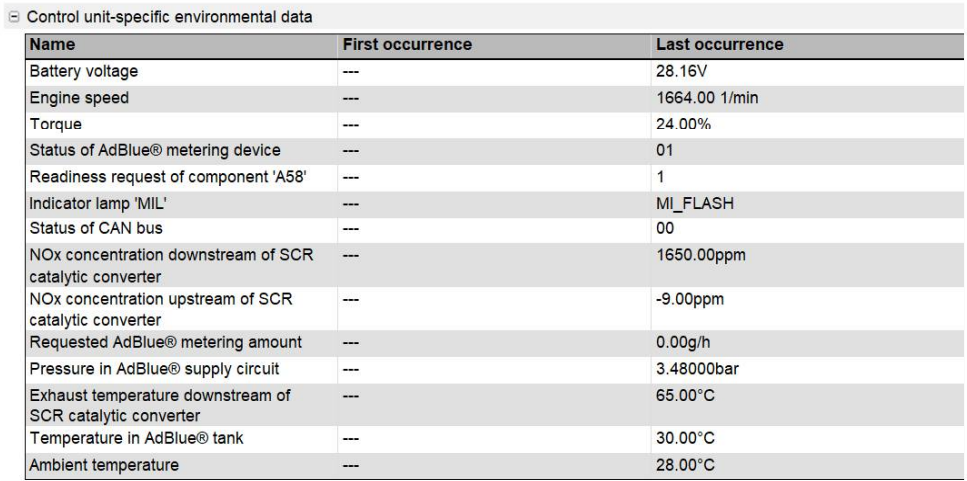 Control unit-specific environmental data
Name First occurrence Last occurrence
Battery voltage --- 28.16V
Engine speed --- 1664.00 1/min
Torque --- 24.00%
Status of AdBlue® metering device --- 01
Readiness request of component 'A58' --- 1
Indicator lamp 'MIL' --- MI_FLASH
Status of CAN bus --- 00
NOx concentration downstream of SCR --- 1650.00ppm
catalytic converter
NOx concentration upstream of SCR --- -9.00ppm
catalytic converter
Requested AdBlue® metering amount --- 0.00g/h
Pressure in AdBlue® supply circuit --- 3.48000bar
Exhaust temperature downstream of --- 65.00°C
SCR catalytic converter
Temperature in AdBlue® tank --- 30.00°C
Ambient temperature --- 28.00°C